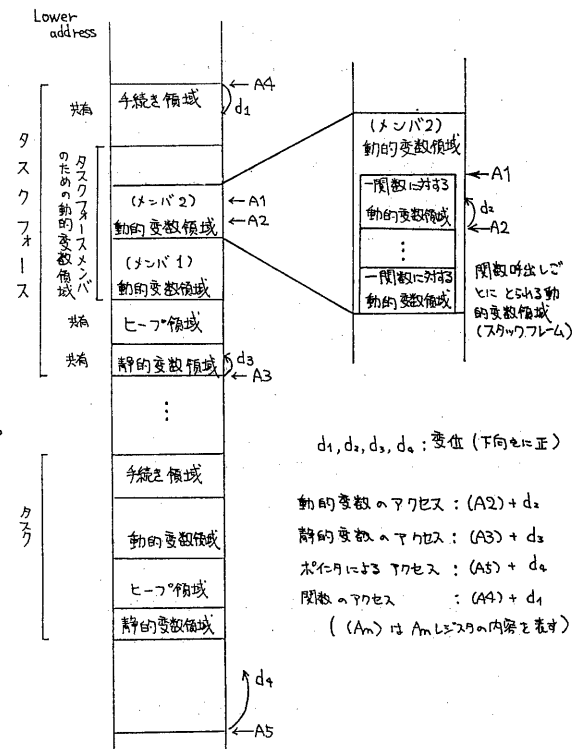 Lower
address
← A4
共有
手続き領域
d1
タスクフォース
タスクフォースメンバ
のための動的変数領域
(メンバ2)
← A1
動的変数領域
← A2
(メンバ1)
動的変数領域
共有
ヒープ領域
共有
静的変数領域
d3
← A3
⋮
(メンバ2)
動的変数領域
← A1
一関数に対する
動的変数領域
d2
← A2
⋮
一関数に対する
動的変数領域
関数呼出しご
とにとられる動
的変数領域
(スタックフレーム)
タスク
手続き領域
動的変数領域
ヒープ領域
静的変数領域
d4
← A5
d1, d2, d3, d4 ; 変位 (下向きに正)
動的変数のアクセス : (A2) + d2
静的変数のアクセス : (A3) + d3
ポインタによるアクセス : (A5) + d4
関数のアクセス : (A4) + d1
( (An) は Anレジスタの内容を表す)